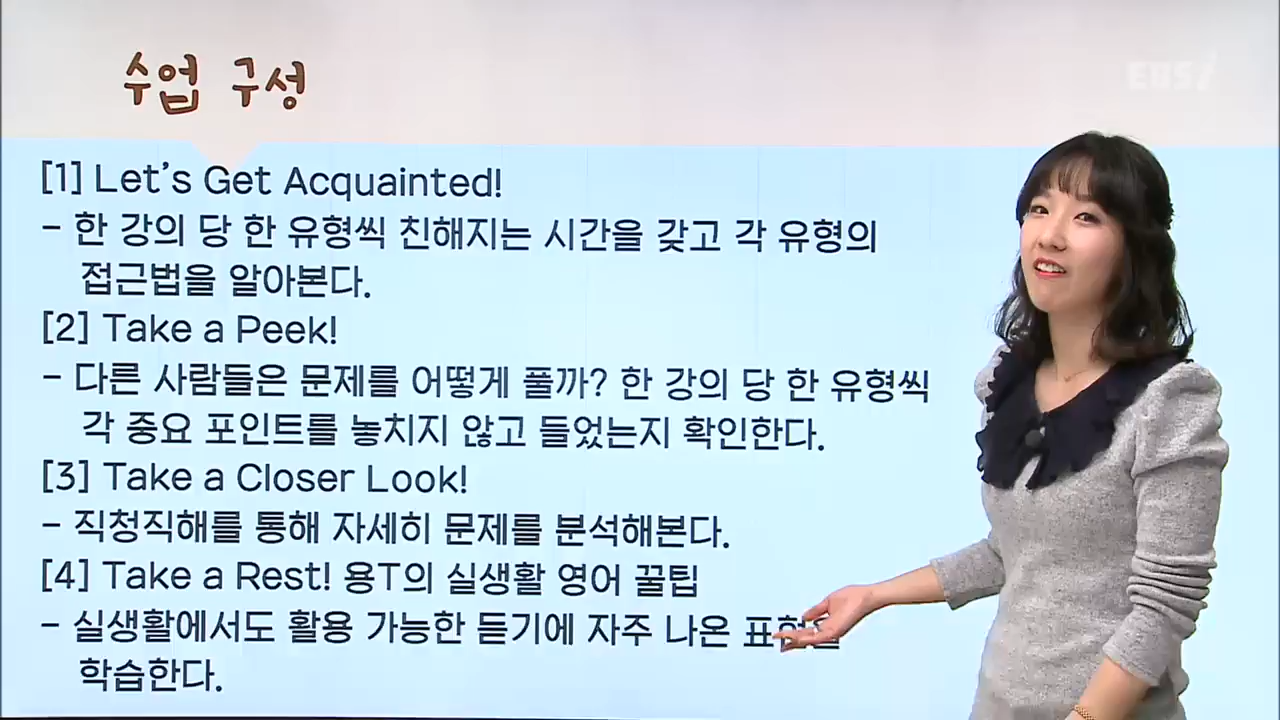 수업 구성
EBSi
[1] Let's Get Acquainted!
- 한 강의 당 한 유형씩 친해지는 시간을 갖고 각 유형의
접근법을 알아본다.
[2] Take a Peek!
- 다른 사람들은 문제를 어떻게 풀까? 한 강의 당 한 유형씩
각 중요 포인트를 놓치지 않고 들었는지 확인한다.
[3] Take a Closer Look!
- 직청직해를 통해 자세히 문제를 분석해본다.
[4] Take a Rest! 용T의 실생활 영어 꿀팁
- 실생활에서도 활용 가능한 듣기에 자주 나온 표현을
학습한다.